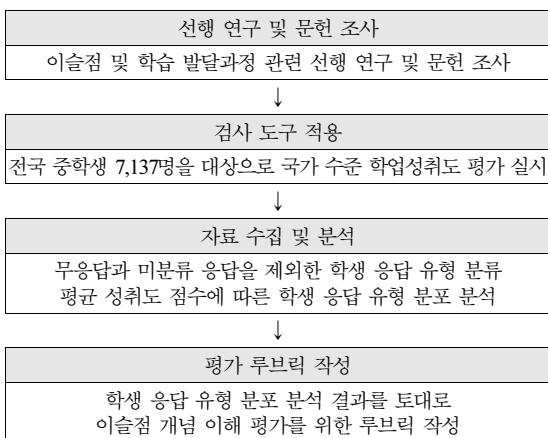 선행 연구 및 문헌 조사
이슬점 및 학습 발달과정 관련 선행 연구 및 문헌 조사
↓
검사 도구 적용
전국 중학생 7,137명을 대상으로 국가 수준 학업성취도 평가 실시
↓
자료 수집 및 분석
무응답과 미분류 응답을 제외한 학생 응답 유형 분류
평균 성취도 점수에 따른 학생 응답 유형 분포 분석
↓
평가 루브릭 작성
학생 응답 유형 분포 분석 결과를 토대로
이슬점 개념 이해 평가를 위한 루브릭 작성